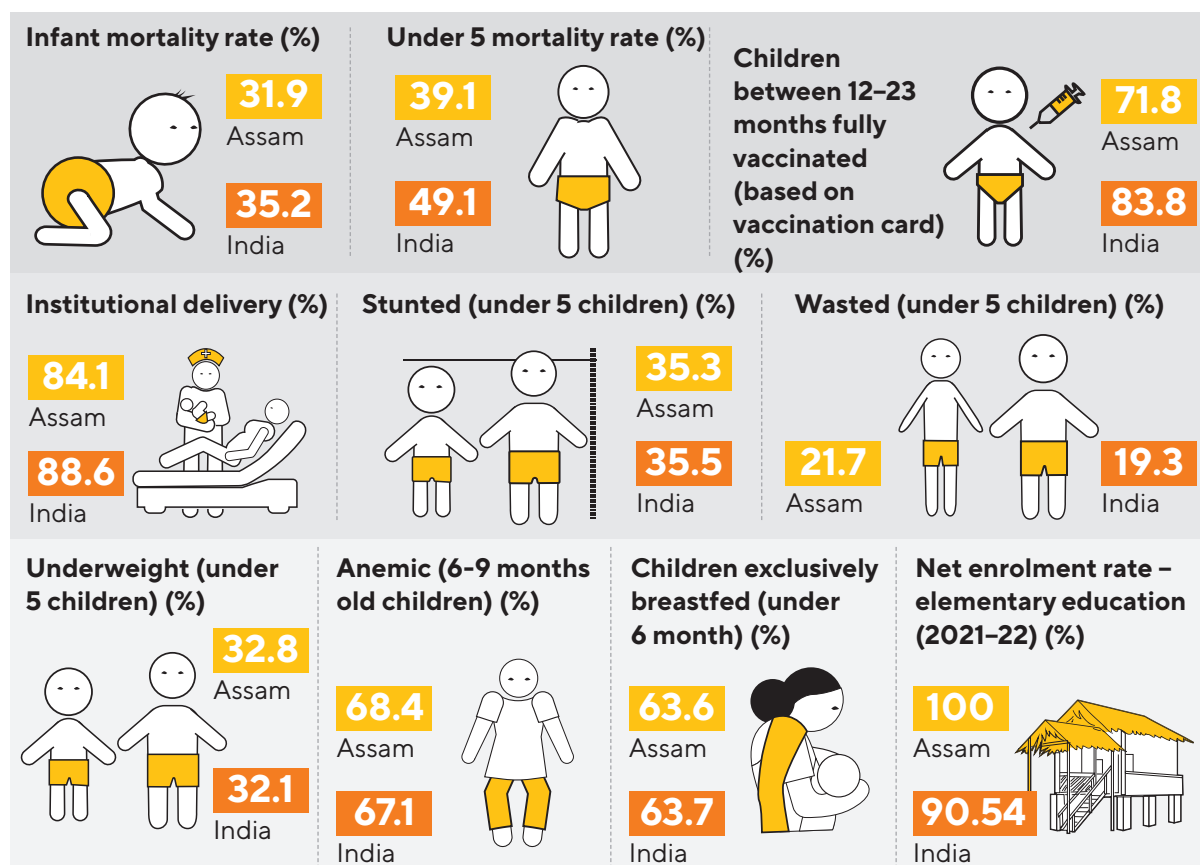 Infant mortality rate (%)
31.9
Assam
35.2
India
Under 5 mortality rate (%)
39.1
Assam
49.1
India
Children
between 12–23
months fully
vaccinated
(based on
vaccination card)
(%)
71.8
Assam
83.8
India
Institutional delivery (%)
84.1
Assam
88.6
India
Stunted (under 5 children) (%)
35.3
Assam
35.5
India
Wasted (under 5 children) (%)
21.7
Assam
19.3
India
Underweight (under
5 children) (%)
32.8
Assam
32.1
India
Anemic (6-9 months
old children) (%)
68.4
Assam
67.1
India
Children exclusively
breastfed (under
6 month) (%)
63.6
Assam
63.7
India
Net enrolment rate –
elementary education
(2021–22) (%)
100
Assam
90.54
India